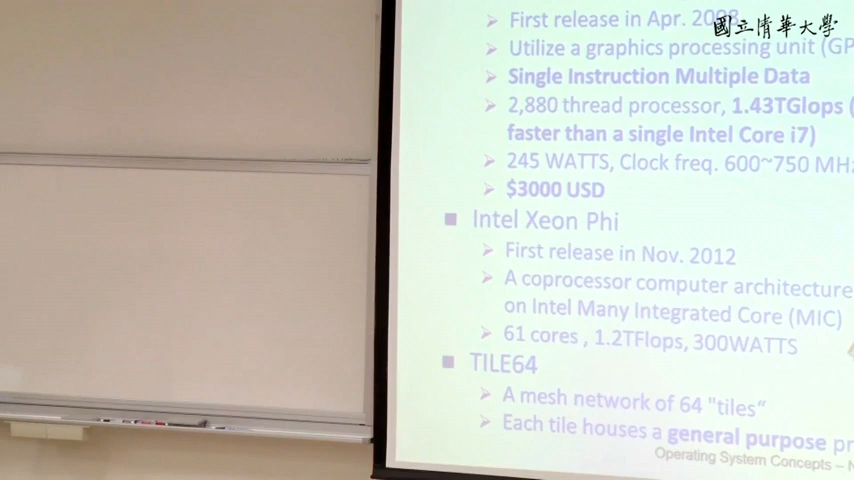 國立清華大學
First release in Apr. 2008
Utilize a graphics processing unit (GP
Single Instruction Multiple Data
2,880 thread processor, 1.43TGlops (
faster than a single Intel Core i7)
245 WATTS, Clock freq. 600~750 MHz
$3000 USD
Intel Xeon Phi
First release in Nov. 2012
A coprocessor computer architecture
on Intel Many Integrated Core (MIC)
61 cores , 1.2TFlops, 300WATTS
TILE64
A mesh network of 64 "tiles“
Each tile houses a general purpose pr
Operating System Concepts – N